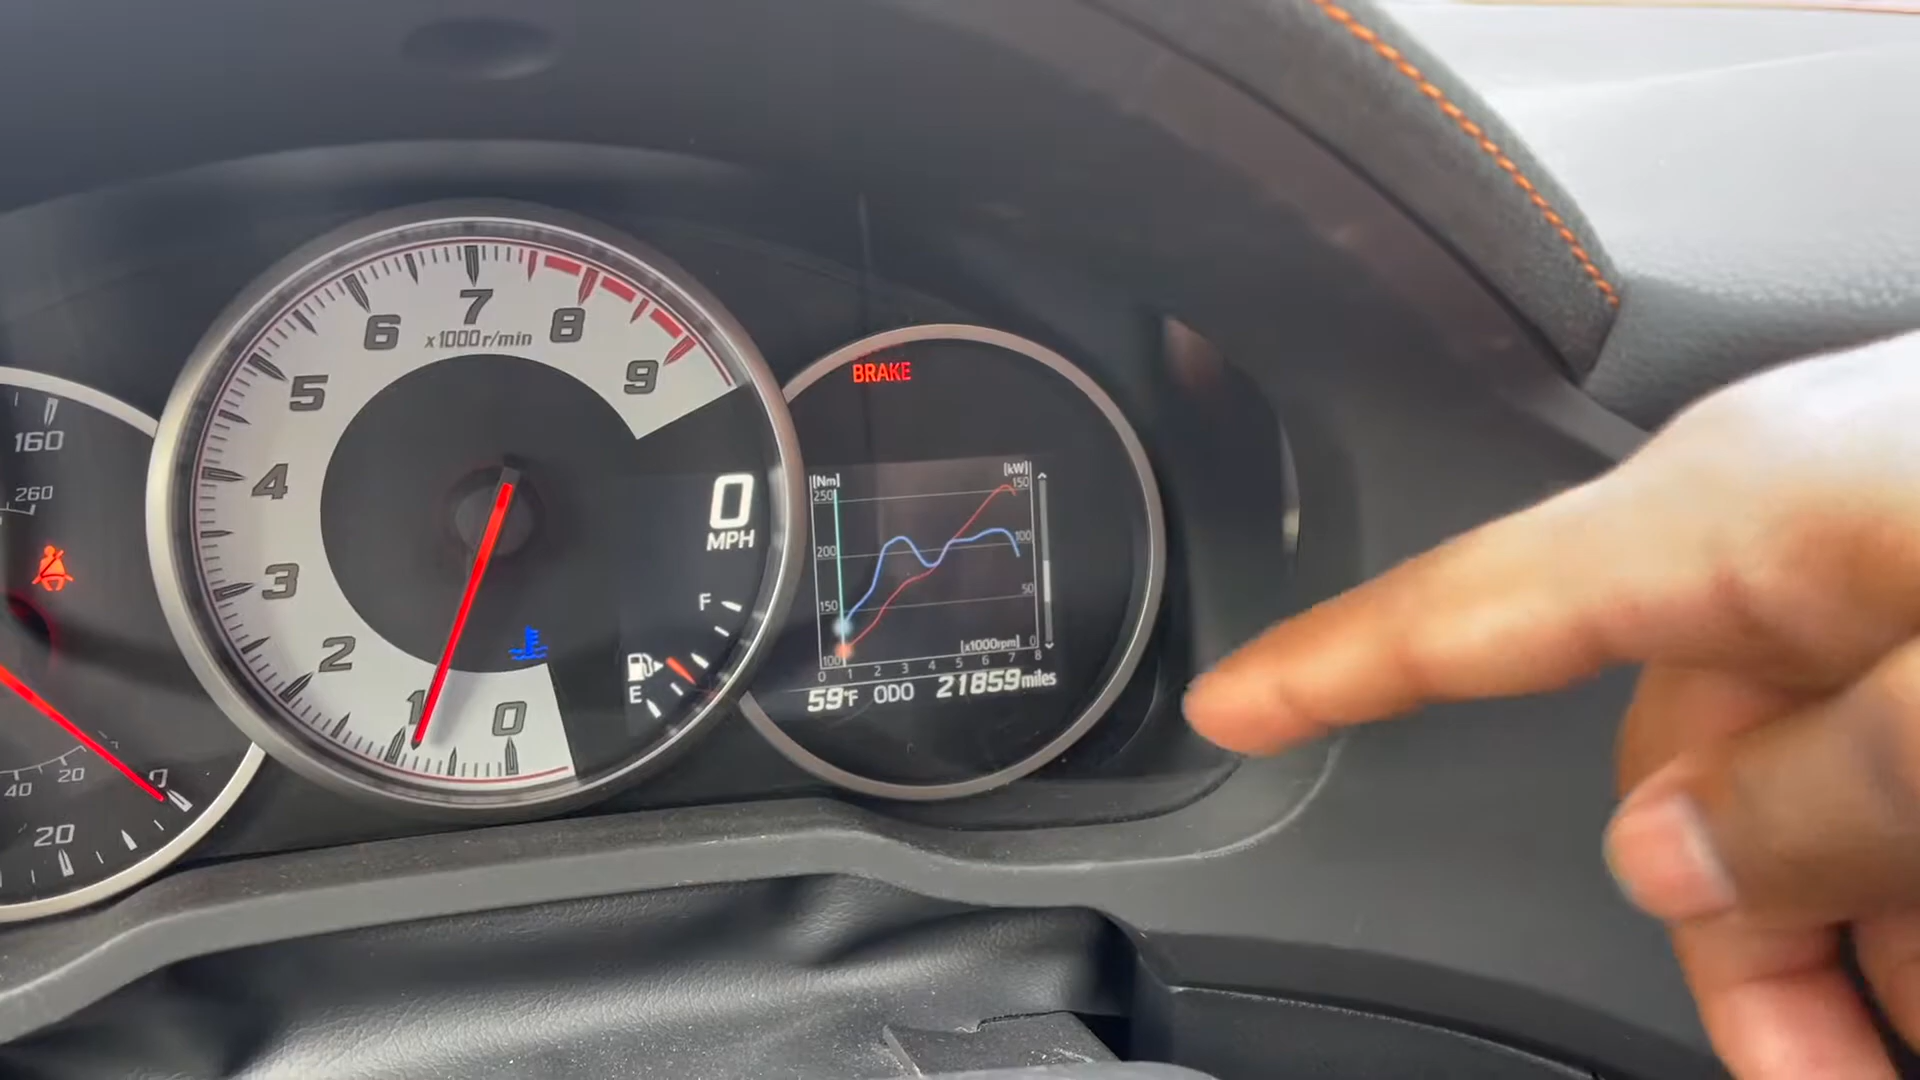 160
260
40
20
20
0
7
6
8
x1000r/min
5
9
4
3
2
1
0
0
MPH
F
E
BRAKE
[Nm]
[kW]
250
150
200
100
150
50
100
0
[x1000rpm]
0 1 2 3 4 5 6 7 8
59°F ODO 21859miles